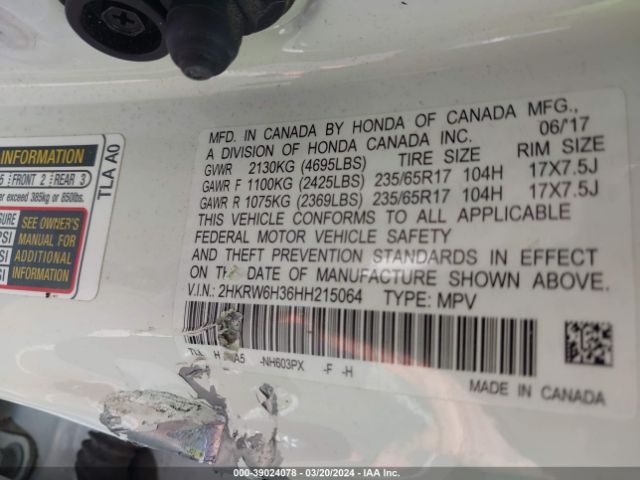 MFD. IN CANADA BY HONDA OF CANADA MFG.,
A DIVISION OF HONDA CANADA INC. 06/'17
GVWR 2130KG (4695LBS) TIRE SIZE RIM SIZE
GAWR F 1100KG (2425LBS) 235/65R17 104H 17X7.5J
GAWR R 1075KG (2369LBS) 235/65R17 104H 17X7.5J
THIS VEHICLE CONFORMS TO ALL APPLICABLE
FEDERAL MOTOR VEHICLE SAFETY
AND THEFT PREVENTION STANDARDS IN EFFECT
ON THE DATE OF MANUFACTURE SHOWN ABOVE.
V.I.N.: 2HKRW6H36HH215064 TYPE: MPV
-NH603PX -F -H
MADE IN CANADA
INFORMATION
5 FRONT 2 REAR 3
exceed 385kg or 850lbs.
SEE OWNER'S
MANUAL FOR
ADDITIONAL
INFORMATION
TLA A0
000-39024078 - 03/20/2024 - IAA Inc.